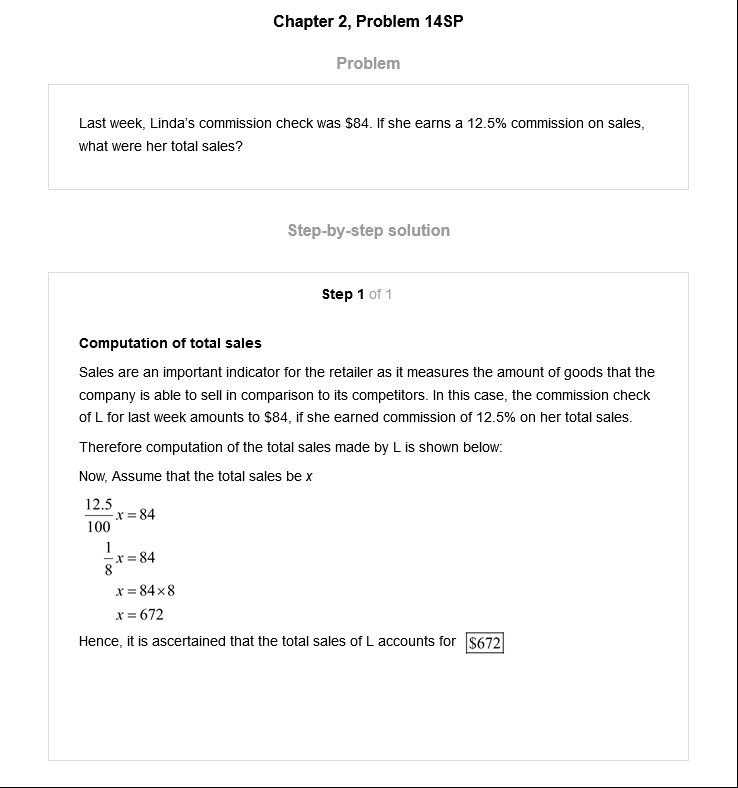 Chapter 2, Problem 14SP
Problem
Last week, Linda's commission check was $84. If she earns a 12.5% commission on sales,
what were her total sales?
Step-by-step solution
Step 1 of 1
Computation of total sales
Sales are an important indicator for the retailer as it measures the amount of goods that the
company is able to sell in comparison to its competitors. In this case, the commission check
of L for last week amounts to $84, if she earned commission of 12.5% on her total sales.
Therefore computation of the total sales made by L is shown below:
Now, Assume that the total sales be x
12.5/100 x = 84
1/8 x = 84
x = 84×8
x = 672
Hence, it is ascertained that the total sales of L accounts for $672